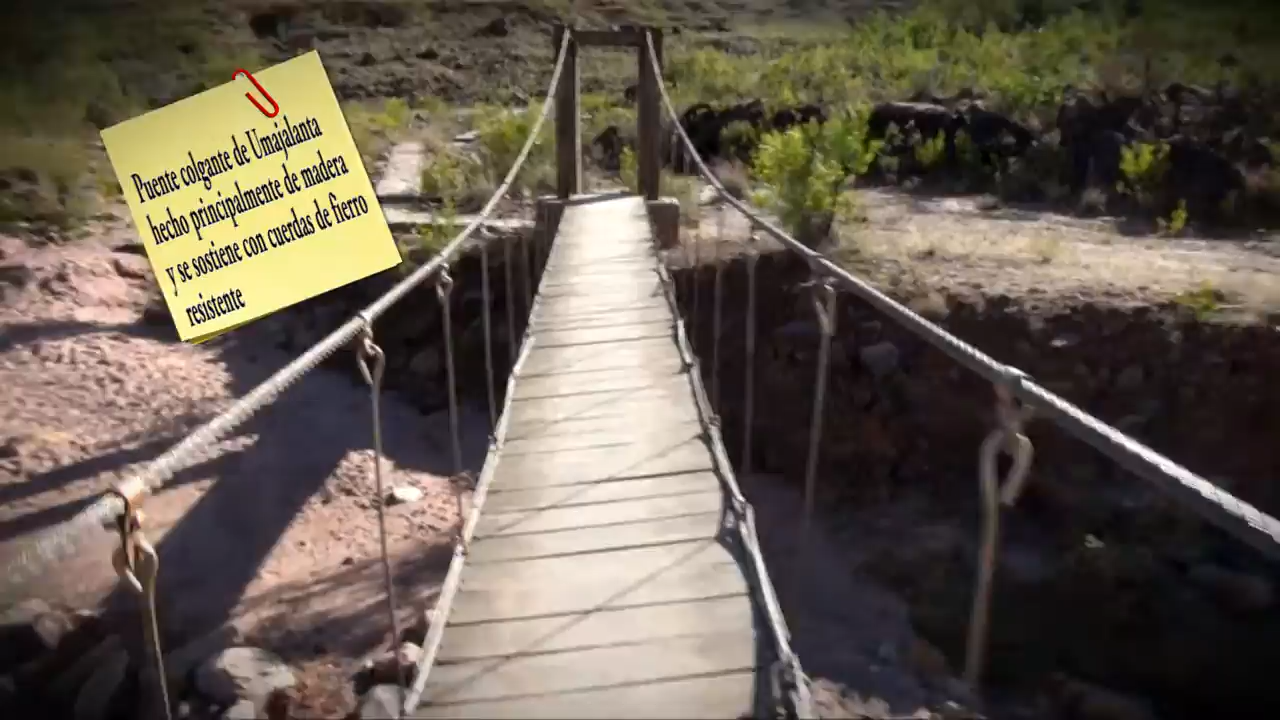 Puente colgante de Umajalanta
hecho principalmente de madera
y se sostiene con cuerdas de fierro
resistente